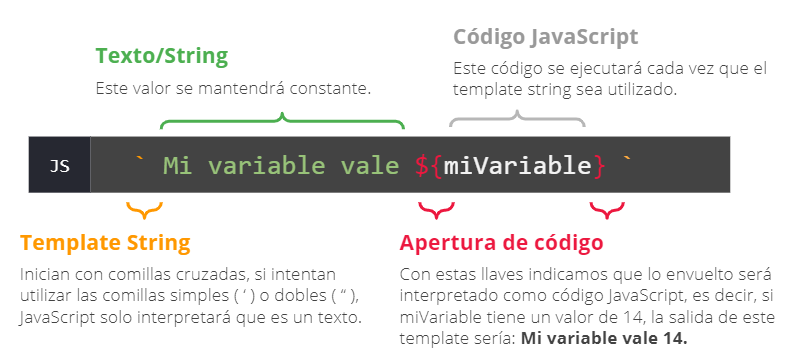 Texto/String
Este valor se mantendrá constante.
Código JavaScript
Este código se ejecutará cada vez que el
template string sea utilizado.
JS
` Mi variable vale ${miVariable} `
Template String
Inician con comillas cruzadas, si intentan
utilizar las comillas simples ( ‘ ) o dobles ( “ ),
JavaScript solo interpretará que es un texto.
Apertura de código
Con estas llaves indicamos que lo envuelto será
interpretado como código JavaScript, es decir, si
miVariable tiene un valor de 14, la salida de este
template sería: Mi variable vale 14.